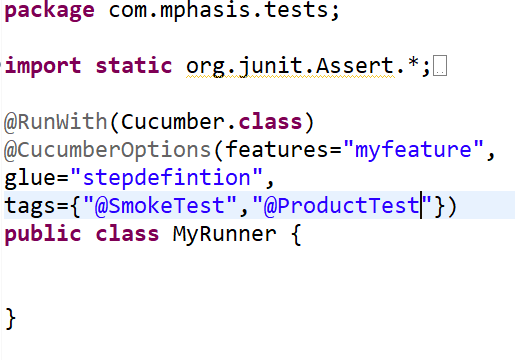 package com.mphasis.tests;
import static org.junit.Assert.*;
@RunWith(Cucumber.class)
@CucumberOptions(features="myfeature",
glue="stepdefintion",
tags={"@SmokeTest","@ProductTest"})
public class MyRunner {
}